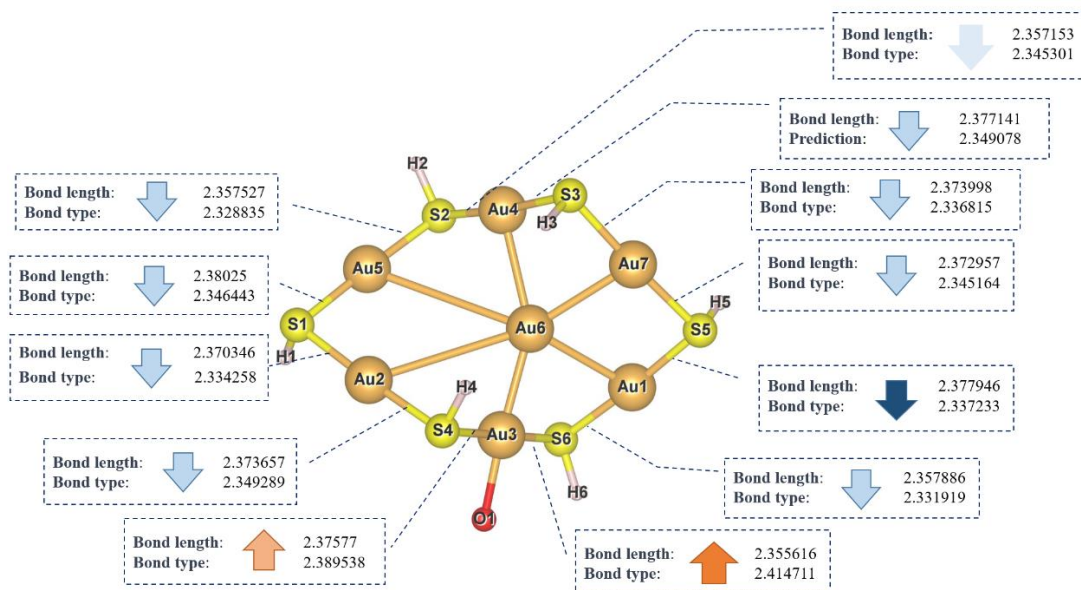 Bond length: 2.357153
Bond type: 2.345301
Bond length: 2.377141
Prediction: 2.349078
H2
Bond length: 2.357527
Bond type: 2.328835
S2
Au4
S3
H3
Bond length: 2.373998
Bond type: 2.336815
Au5
Au7
Bond length: 2.38025
Bond type: 2.346443
Bond length: 2.372957
Bond type: 2.345164
H5
S1
Au6
S5
H1
Bond length: 2.370346
Bond type: 2.334258
Au2
H4
Au1
Bond length: 2.377946
Bond type: 2.337233
S4
Au3
S6
Bond length: 2.373657
Bond type: 2.349289
Bond length: 2.357886
Bond type: 2.331919
H6
O1
Bond length: 2.37577
Bond type: 2.389538
Bond length: 2.355616
Bond type: 2.414711